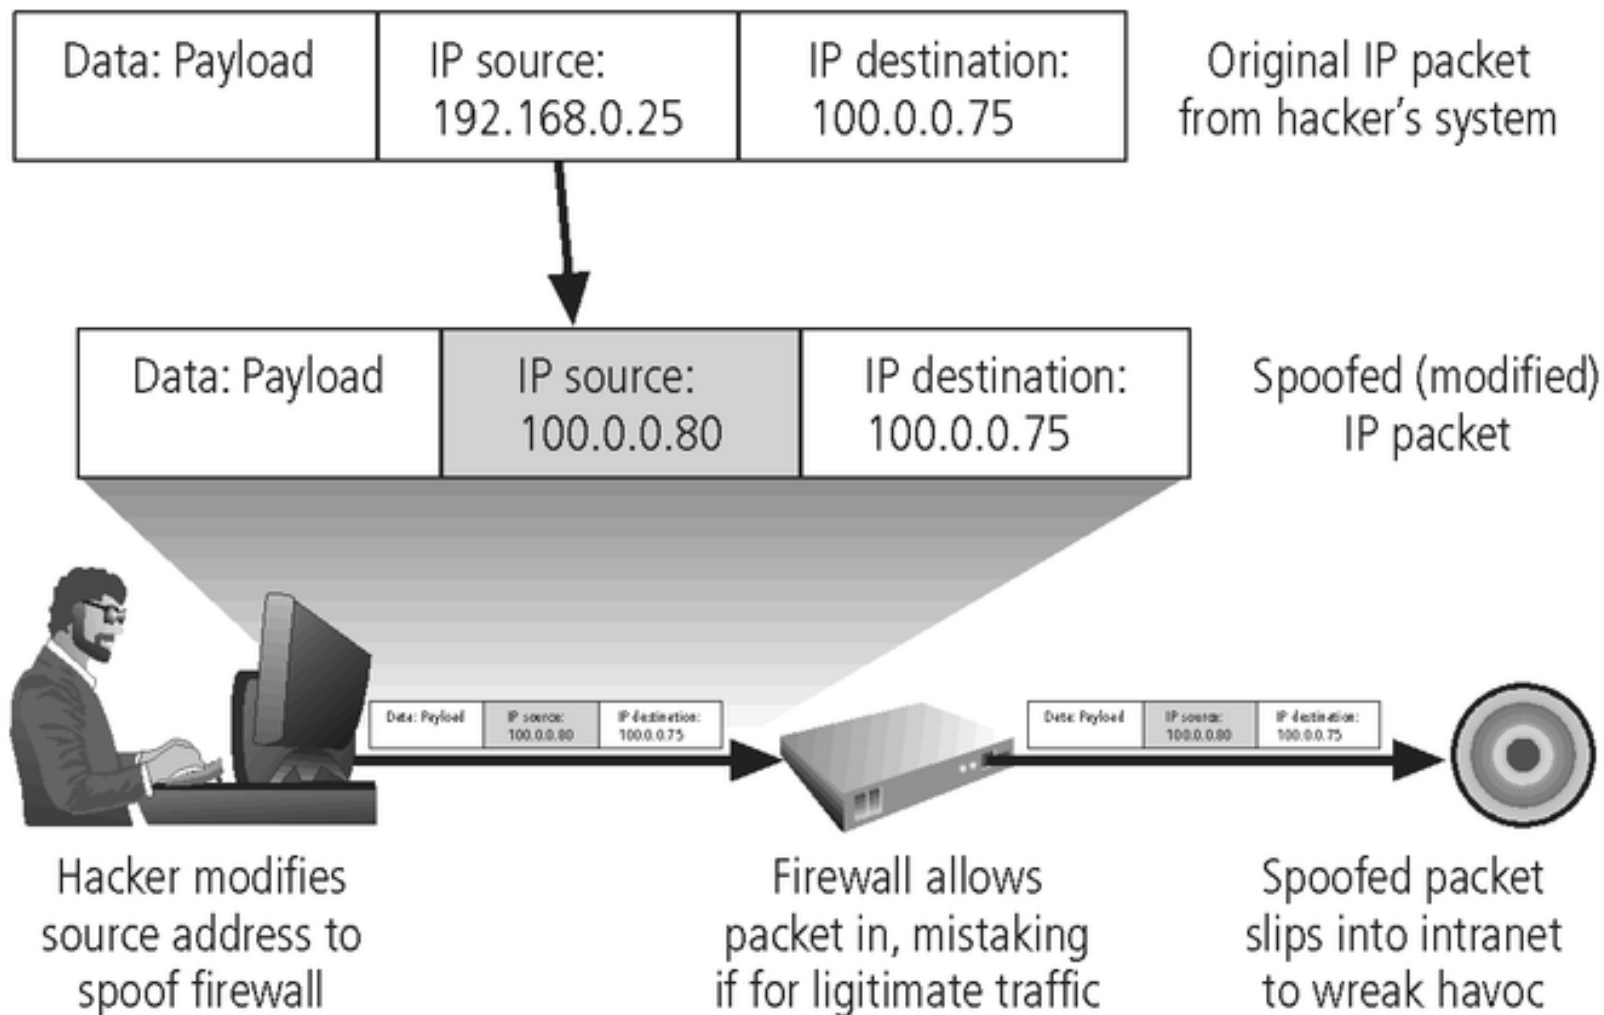 Data: Payload
IP source:
192.168.0.25
IP destination:
100.0.0.75
Original IP packet
from hacker's system
Data: Payload
IP source:
100.0.0.80
IP destination:
100.0.0.75
Spoofed (modified)
IP packet
Data: Payload
IP source:
100.0.0.80
IP destination:
100.0.0.75
Data: Payload
IP source:
100.0.0.80
IP destination:
100.0.0.75
Hacker modifies
source address to
spoof firewall
Firewall allows
packet in, mistaking
if for ligitimate traffic
Spoofed packet
slips into intranet
to wreak havoc